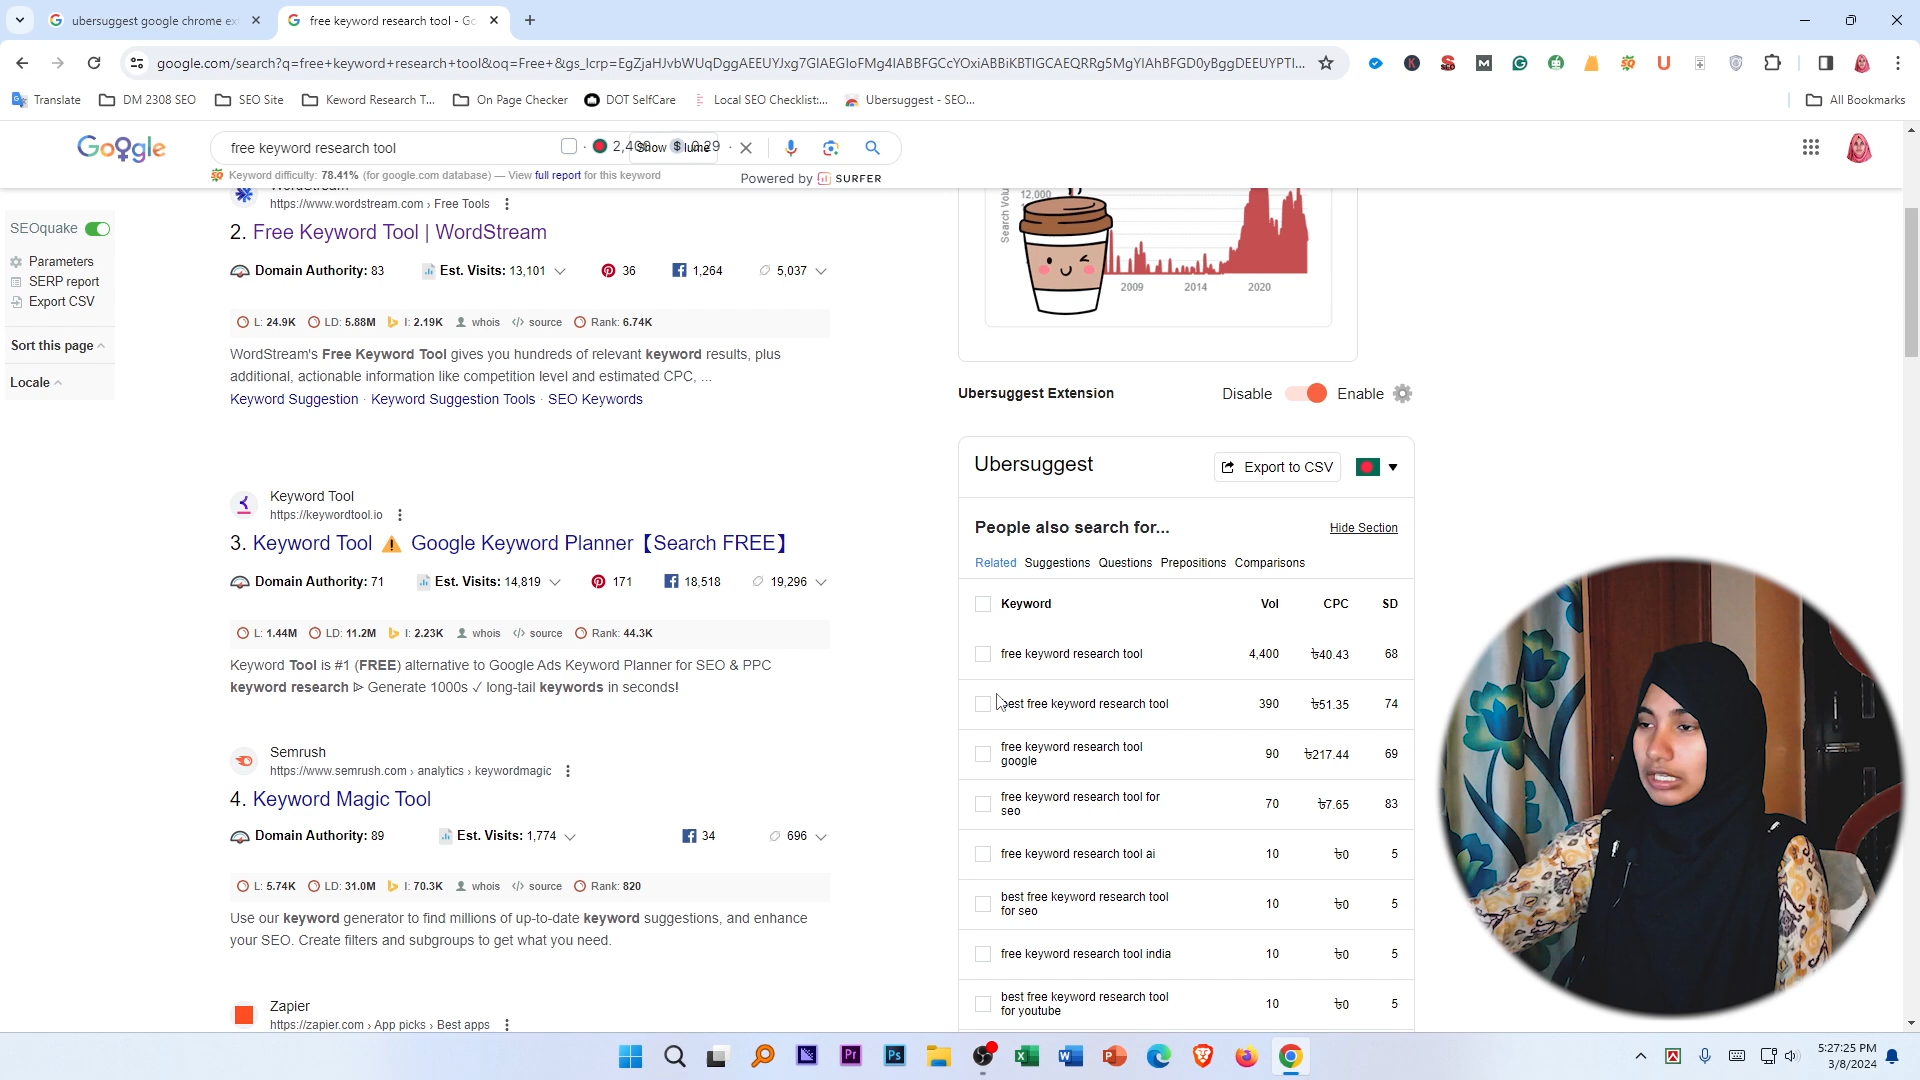 ubersuggest google chrome ex
free keyword research tool - Go
google.com/search?q=free+keyword+research+tool&oq=Free+&gs_lcrp=EgZjaHJvbWUqDggAEEUYJxg7GIAEGIoFMg4IABBFGCcYOxiABBiKBTIGCAEQRRg5MgYIAhBFGD0yBggDEEUYPTI...
Translate
DM 2308 SEO
SEO Site
Keword Research T...
On Page Checker
DOT SelfCare
Local SEO Checklist:...
Ubersuggest - SEO...
All Bookmarks
free keyword research tool
Keyword difficulty: 78.41% (for google.com database) — View full report for this keyword
Powered by SURFER
SEOquake
Parameters
SERP report
Export CSV
Sort this page
Locale
https://www.wordstream.com › Free Tools
2. Free Keyword Tool | WordStream
Domain Authority: 83 Est. Visits: 13,101 36 1,264 5,037
L: 24.9K LD: 5.88M I: 2.19K whois source Rank: 6.74K
WordStream's Free Keyword Tool gives you hundreds of relevant keyword results, plus
additional, actionable information like competition level and estimated CPC, ...
Keyword Suggestion · Keyword Suggestion Tools · SEO Keywords
Keyword Tool
https://keywordtool.io
3. Keyword Tool ⚠️ Google Keyword Planner【Search FREE】
Domain Authority: 71 Est. Visits: 14,819 171 18,518 19,296
L: 1.44M LD: 11.2M I: 2.23K whois source Rank: 44.3K
Keyword Tool is #1 (FREE) alternative to Google Ads Keyword Planner for SEO & PPC
keyword research ᐉ Generate 1000s ✓ long-tail keywords in seconds!
Semrush
https://www.semrush.com › analytics › keywordmagic
4. Keyword Magic Tool
Domain Authority: 89 Est. Visits: 1,774 34 696
L: 5.74K LD: 31.0M I: 70.3K whois source Rank: 820
Use our keyword generator to find millions of up-to-date keyword suggestions, and enhance
your SEO. Create filters and subgroups to get what you need.
Zapier
https://zapier.com › App picks › Best apps
12,000
2009 2014 2020
Ubersuggest Extension
Disable Enable
Ubersuggest
Export to CSV
People also search for...
Hide Section
Related Suggestions Questions Prepositions Comparisons
Keyword Vol CPC SD
free keyword research tool 4,400 ৳40.43 68
best free keyword research tool 390 ৳51.35 74
free keyword research tool
google 90 ৳217.44 69
free keyword research tool for
seo 70 ৳7.65 83
free keyword research tool ai 10 ৳0 5
best free keyword research tool
for seo 10 ৳0 5
free keyword research tool india 10 ৳0 5
best free keyword research tool
for youtube 10 ৳0 5
5:27:25 PM
3/8/2024